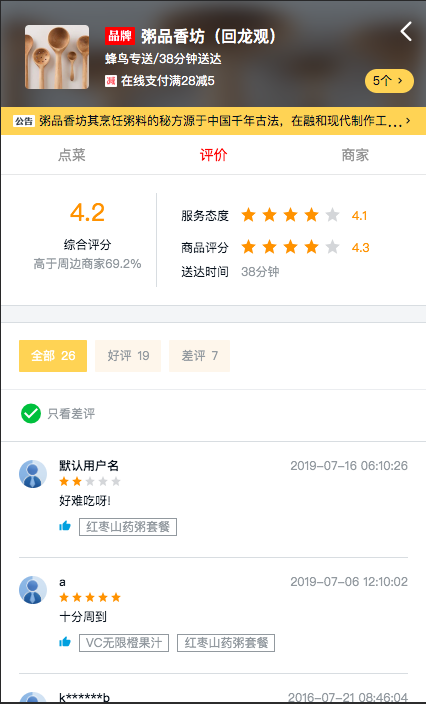 品牌 粥品香坊（回龙观）
蜂鸟专送/38分钟送达
减 在线支付满28减5
5个
公告 粥品香坊其烹饪粥料的秘方源于中国千年古法，在融和现代制作工...
点菜 评价 商家
4.2
综合评分
高于周边商家69.2%
服务态度 4.1
商品评分 4.3
送达时间 38分钟
全部 26 好评 19 差评 7
只看差评
默认用户名 2019-07-16 06:10:26
好难吃呀!
红枣山药粥套餐
a 2019-07-06 12:10:02
十分周到
VC无限橙果汁 红枣山药粥套餐
k******b 2016-07-21 08:46:04